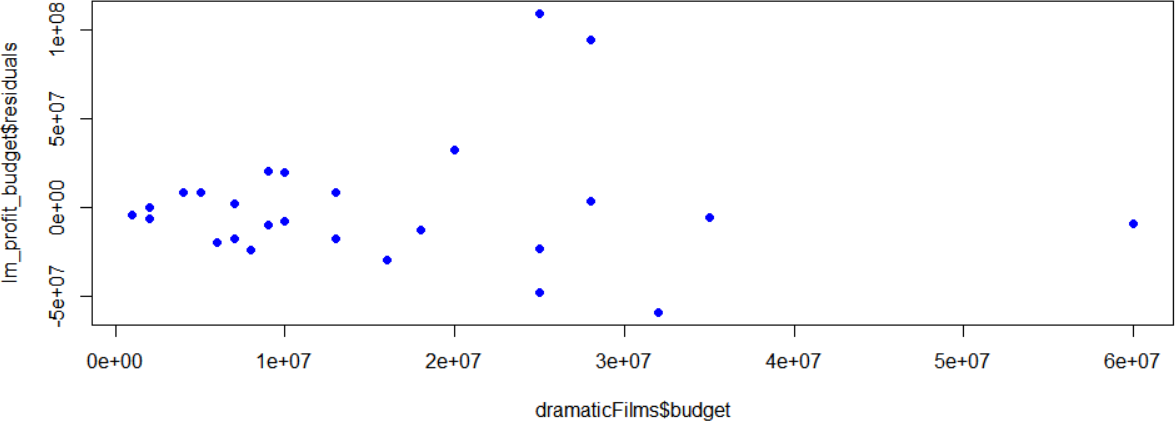 lm_profit_budget$residuals
1e+08
5e+07
0e+00
-5e+07
0e+00 1e+07 2e+07 3e+07 4e+07 5e+07 6e+07
dramaticFilms$budget